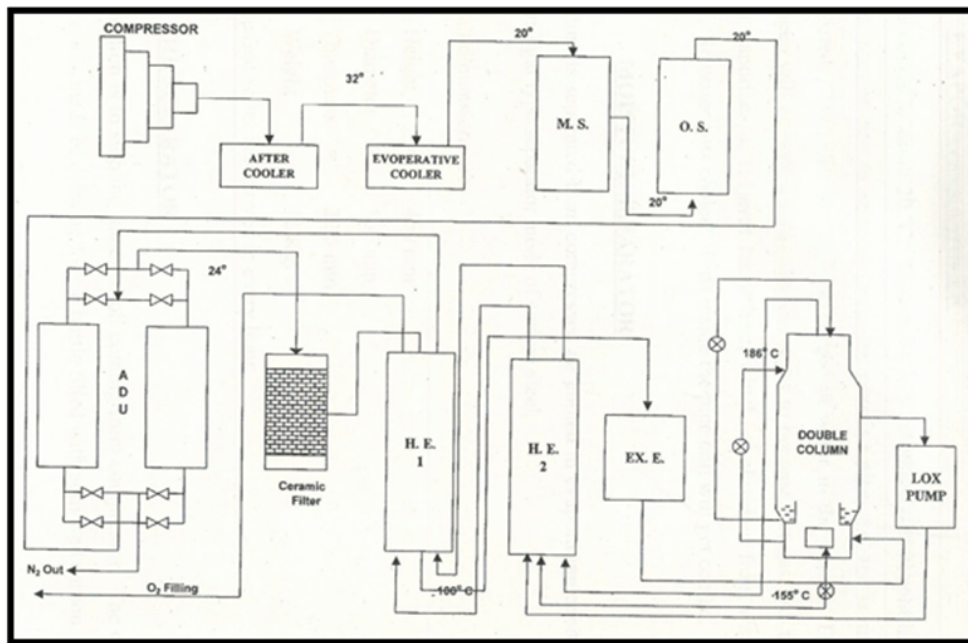 COMPRESSOR
20°
20°
32°
M. S.
O. S.
AFTER
COOLER
EVOPERATIVE
COOLER
20°
24°
A
D
U
186° C
DOUBLE
COLUMN
H. E.
1
H. E.
2
EX. E.
LOX
PUMP
Ceramic
Filter
N₂ Out
O₂ Filling
-100° C
-155° C